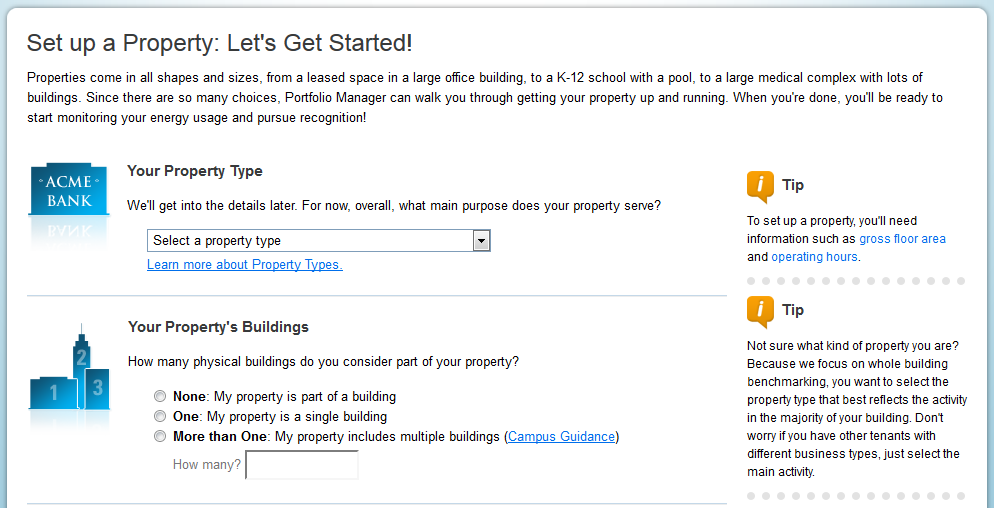 Set up a Property: Let's Get Started!
Properties come in all shapes and sizes, from a leased space in a large office building, to a K-12 school with a pool, to a large medical complex with lots of
buildings. Since there are so many choices, Portfolio Manager can walk you through getting your property up and running. When you're done, you'll be ready to
start monitoring your energy usage and pursue recognition!
ACME
BANK
Your Property Type
We'll get into the details later. For now, overall, what main purpose does your property serve?
Select a property type
Learn more about Property Types.
1
2
3
Your Property's Buildings
How many physical buildings do you consider part of your property?
None: My property is part of a building
One: My property is a single building
More than One: My property includes multiple buildings (Campus Guidance)
How many?
i Tip
To set up a property, you'll need
information such as gross floor area
and operating hours.
i Tip
Not sure what kind of property you are?
Because we focus on whole building
benchmarking, you want to select the
property type that best reflects the activity
in the majority of your building. Don't
worry if you have other tenants with
different business types, just select the
main activity.